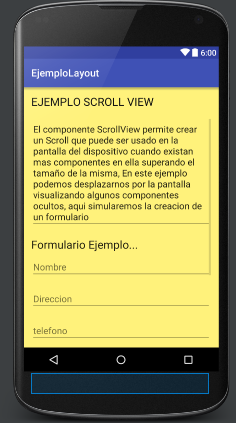 6:00
EjemploLayout
EJEMPLO SCROLL VIEW
El componente ScrollView permite crear
un Scroll que puede ser usado en la
pantalla del dispositivo cuando existan
mas componentes en ella superando el
tamaño de la misma, En este ejemplo
podemos desplazarnos por la pantalla
visualizando algunos componentes
ocultos, aqui simularemos la creacion de
un formulario
Formulario Ejemplo...
Nombre
Direccion
telefono